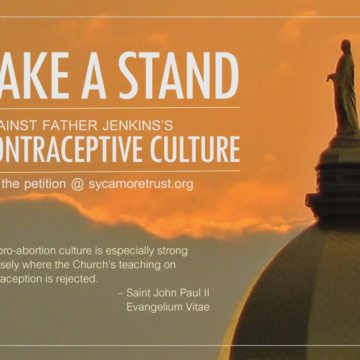 AKE A STAND
AINST FATHER JENKINS'S
ONTRACEPTIVE CULTURE
the petition @ sycamoretrust.org
pro-abortion culture is especially strong
sely where the Church's teaching on
aception is rejected.
– Saint John Paul II
Evangelium Vitae